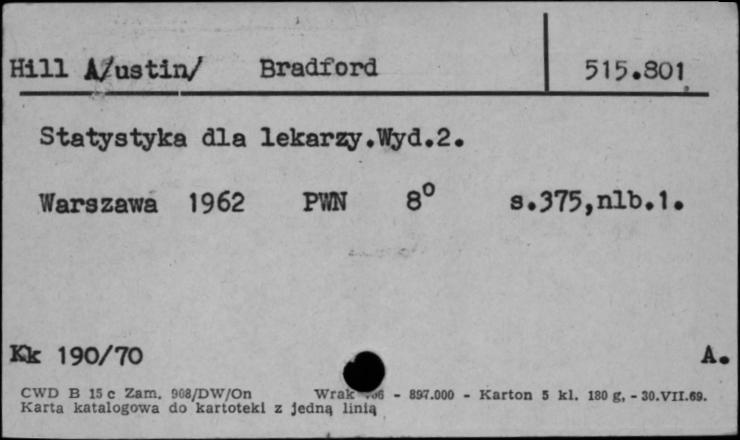 Hill A/ustin/ Bradford 515.801
Statystyka dla lekarzy.Wyd.2.
Warszawa 1962 PWN 8° s.375,nlb.1.
Kk 190/70 A.
CWD B 15 c Zam. 908/DW/On Wrak - 897.000 - Karton 5 kl. 180 g, - 30.VII.69.
Karta katalogowa do kartoteki z jedną linią